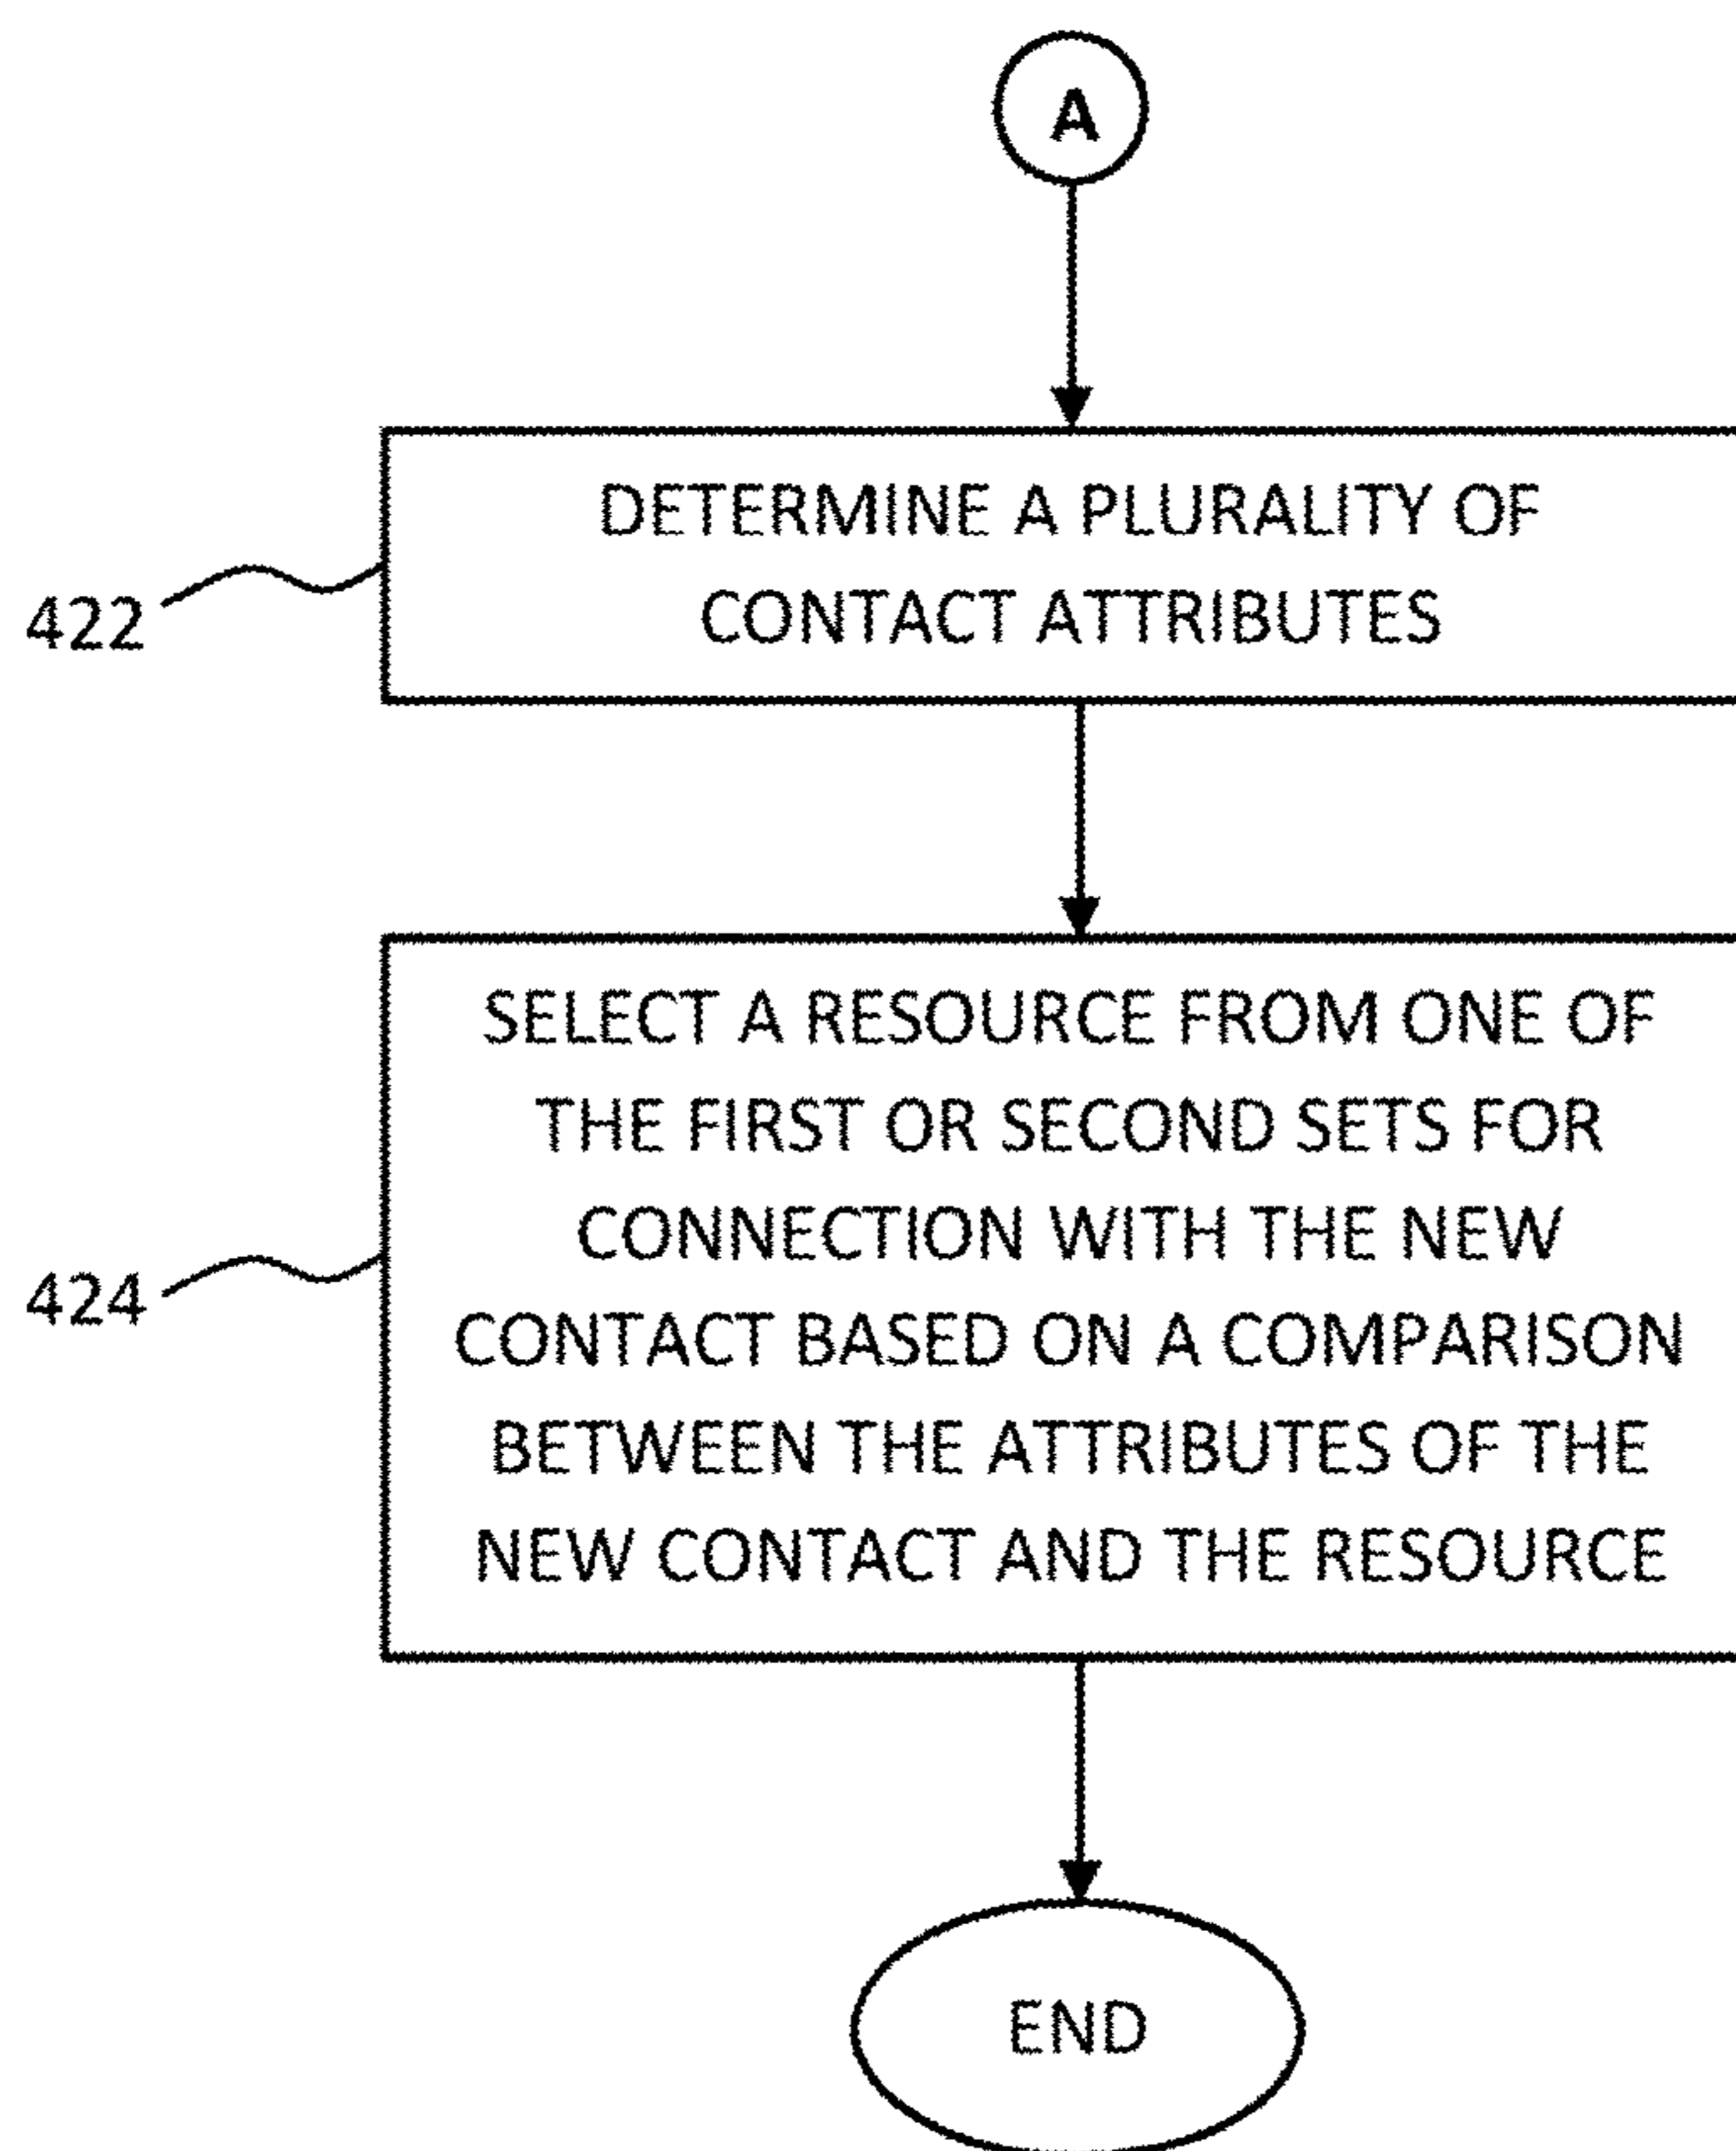 A
DETERMINE A PLURALITY OF
CONTACT ATTRIBUTES
422
SELECT A RESOURCE FROM ONE OF
THE FIRST OR SECOND SETS FOR
CONNECTION WITH THE NEW
CONTACT BASED ON A COMPARISON
BETWEEN THE ATTRIBUTES OF THE
NEW CONTACT AND THE RESOURCE
424
END